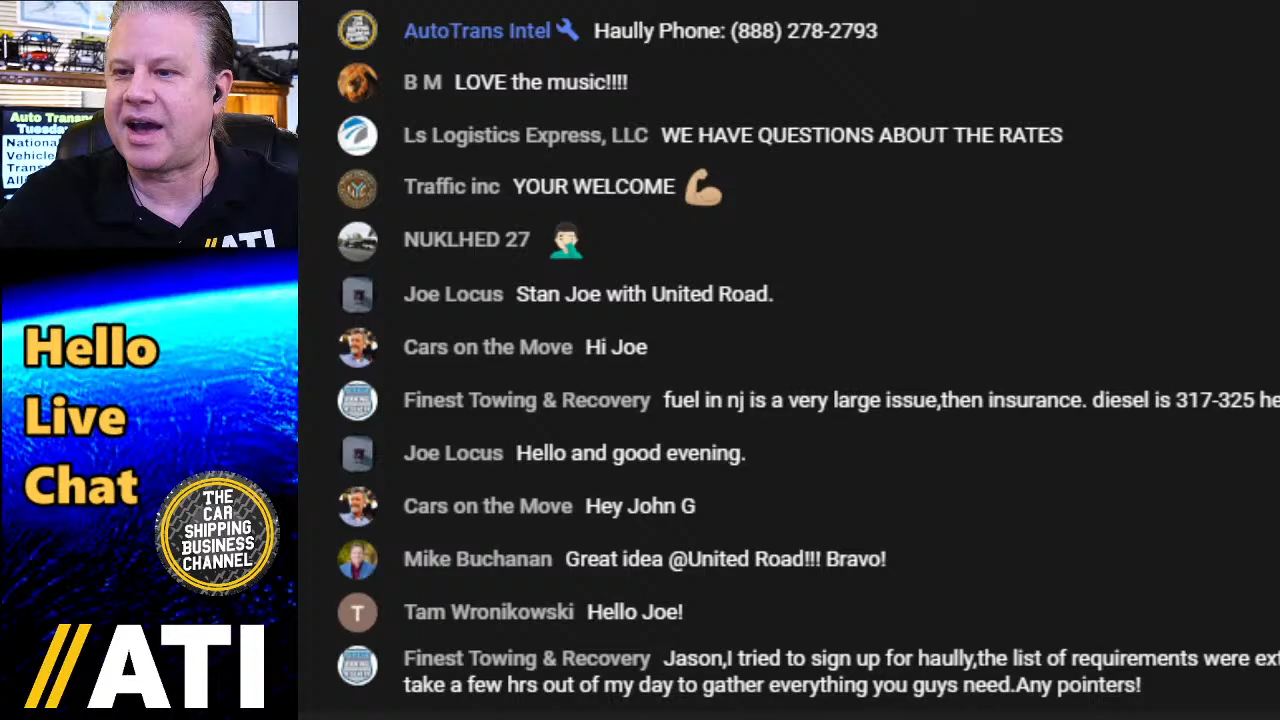 AutoTrans Intel Haully Phone: (888) 278-2793
B M LOVE the music!!!!
Ls Logistics Express, LLC WE HAVE QUESTIONS ABOUT THE RATES
Traffic inc YOUR WELCOME
NUKLHED 27
Joe Locus Stan Joe with United Road.
Cars on the Move Hi Joe
Finest Towing & Recovery fuel in nj is a very large issue,then insurance. diesel is 317-325
Joe Locus Hello and good evening.
Cars on the Move Hey John G
Mike Buchanan Great idea @United Road!!! Bravo!
T
Tam Wronikowski Hello Joe!
Finest Towing & Recovery Jason,I tried to sign up for haully,the list of requirements were
take a few hrs out of my day to gather everything you guys need.Any pointers!
Auto
Tuesda
Nationa
Vehicle
Trans
//ATI
Hello
Live
Chat
THE
CAR
SHIPPING
BUSINESS
CHANNEL
//ATI